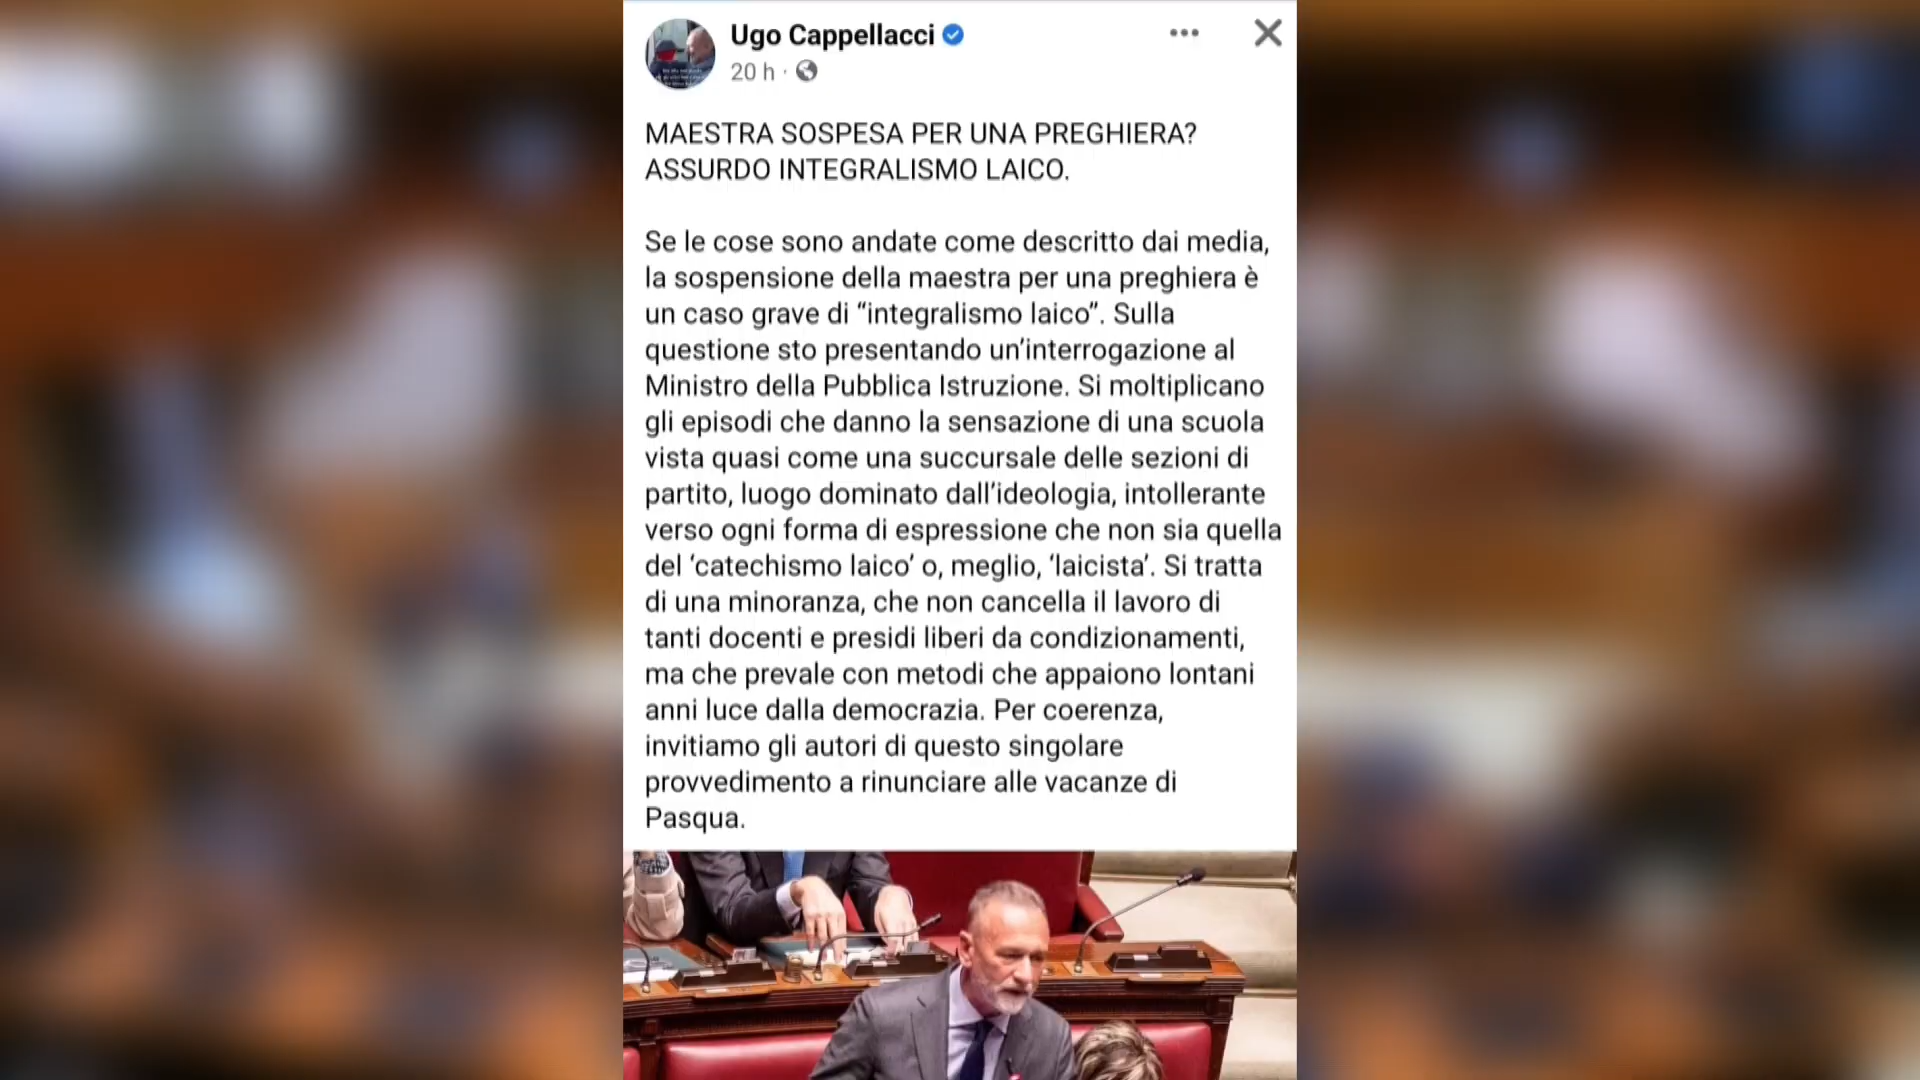 Ugo Cappellacci
20 h ·
MAESTRA SOSPESA PER UNA PREGHIERA?
ASSURDO INTEGRALISMO LAICO.
Se le cose sono andate come descritto dai media,
la sospensione della maestra per una preghiera è
un caso grave di “integralismo laico”. Sulla
questione sto presentando un’interrogazione al
Ministro della Pubblica Istruzione. Si moltiplicano
gli episodi che danno la sensazione di una scuola
vista quasi come una succursale delle sezioni di
partito, luogo dominato dall’ideologia, intollerante
verso ogni forma di espressione che non sia quella
del ‘catechismo laico’ o, meglio, ‘laicista’. Si tratta
di una minoranza, che non cancella il lavoro di
tanti docenti e presidi liberi da condizionamenti,
ma che prevale con metodi che appaiono lontani
anni luce dalla democrazia. Per coerenza,
invitiamo gli autori di questo singolare
provvedimento a rinunciare alle vacanze di
Pasqua.